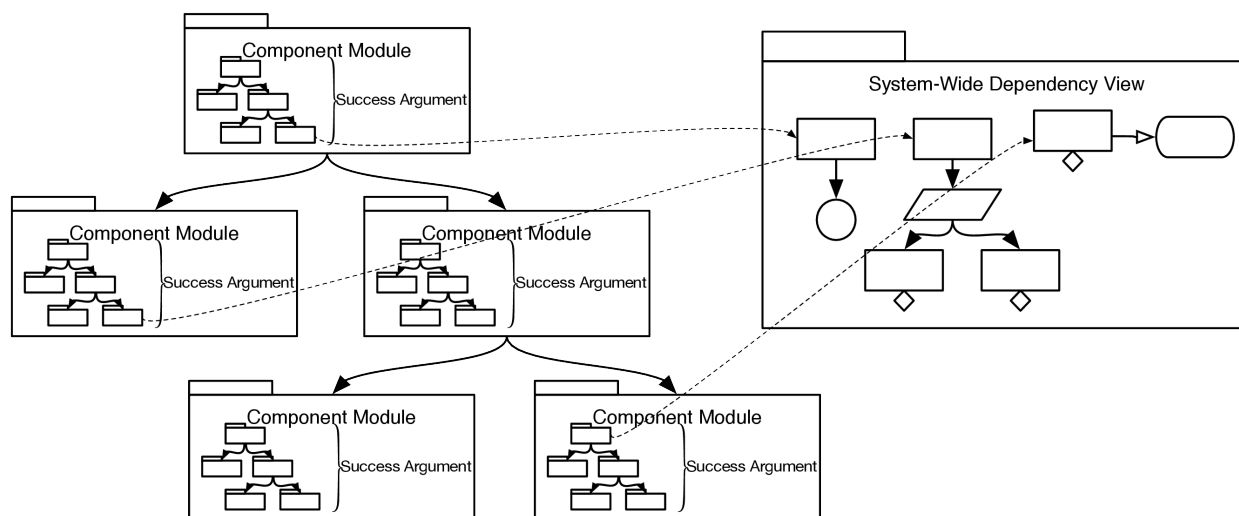 Component Module
Success Argument
System-Wide Dependency View
Component Module
Success Argument
Component Module
Success Argument
Component Module
Success Argument
Component Module
Success Argument